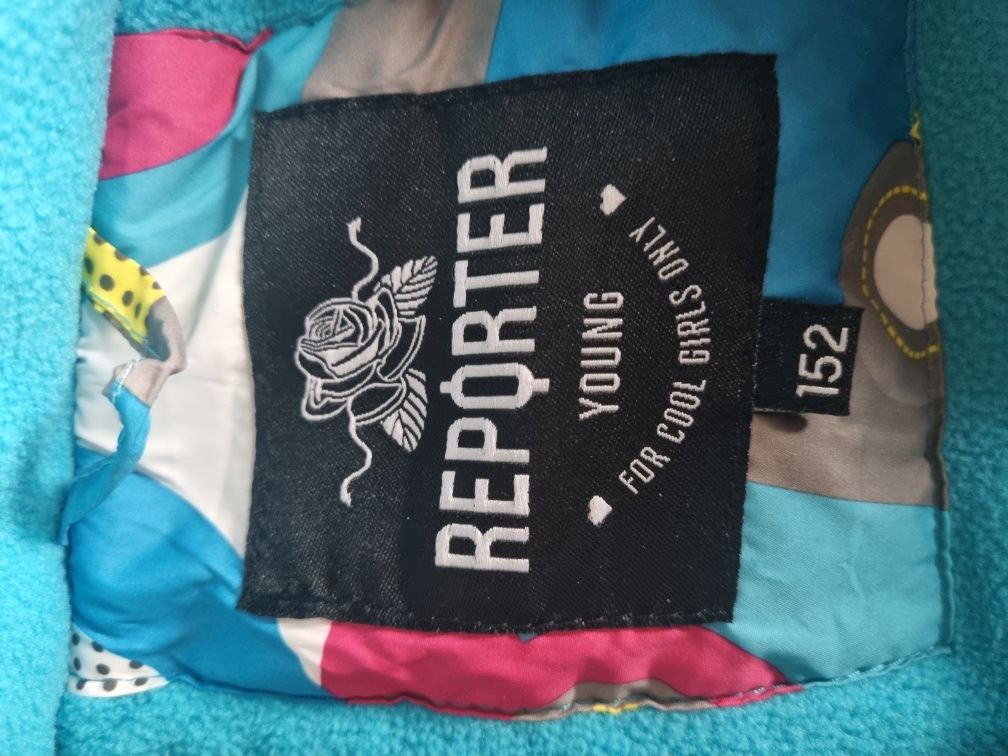 REPORTER
YOUNG
FOR COOL GIRLS ONLY
152